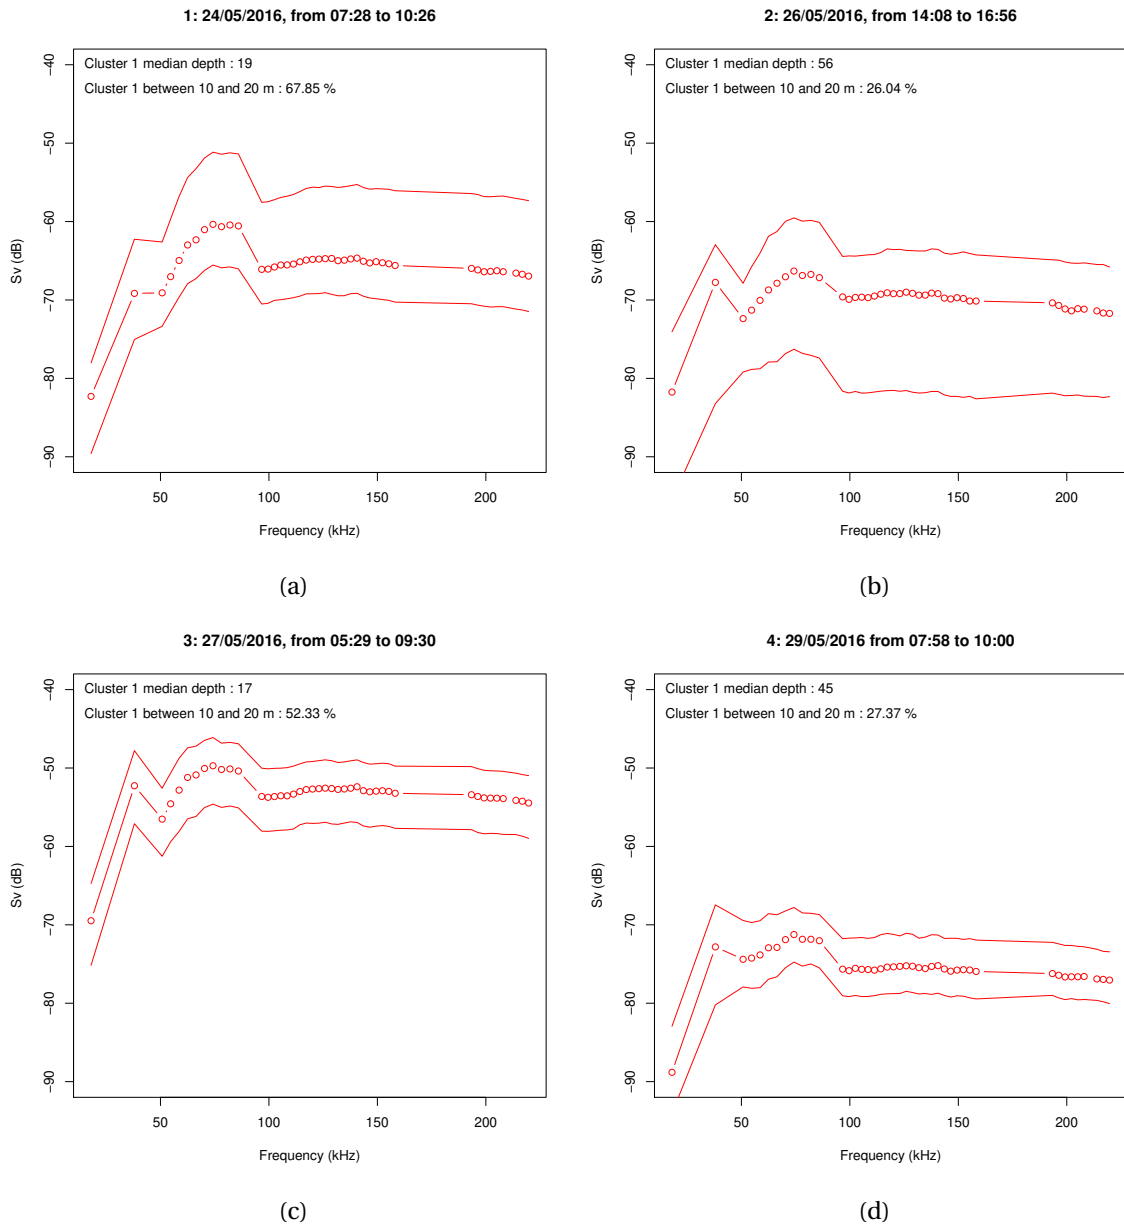 1: 24/05/2016, from 07:28 to 10:26
Cluster 1 median depth : 19
Cluster 1 between 10 and 20 m : 67.85 %
−40
−50
−60
−70
−80
−90
Sv (dB)
50 100 150 200
Frequency (kHz)
(a)
2: 26/05/2016, from 14:08 to 16:56
Cluster 1 median depth : 56
Cluster 1 between 10 and 20 m : 26.04 %
−40
−50
−60
−70
−80
−90
Sv (dB)
50 100 150 200
Frequency (kHz)
(b)
3: 27/05/2016, from 05:29 to 09:30
Cluster 1 median depth : 17
Cluster 1 between 10 and 20 m : 52.33 %
−40
−50
−60
−70
−80
−90
Sv (dB)
50 100 150 200
Frequency (kHz)
(c)
4: 29/05/2016 from 07:58 to 10:00
Cluster 1 median depth : 45
Cluster 1 between 10 and 20 m : 27.37 %
−40
−50
−60
−70
−80
−90
Sv (dB)
50 100 150 200
Frequency (kHz)
(d)